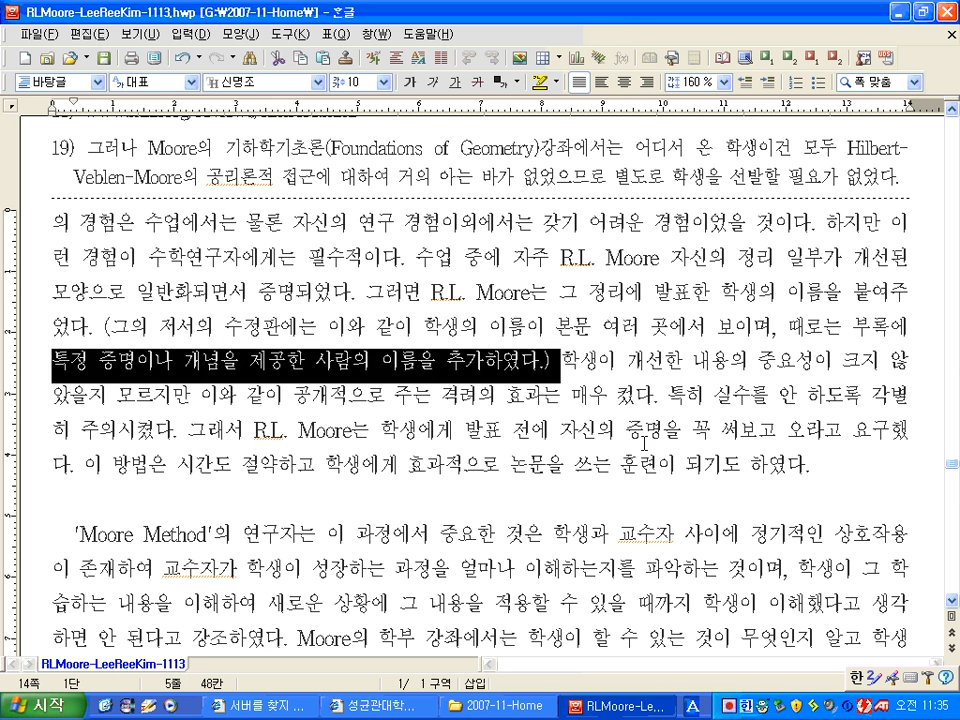 RLMoore-LeeReeKim-1113.hwp [G:\2007-11-Home\] - 한글
파일(F) 편집(E) 보기(U) 입력(D) 모양(J) 도구(K) 표(Q) 창(W) 도움말(H)
바탕글 대표 신명조 10 가 가 가 가 160 % 폭 맞춤
0 1 2 3 4 5 6 7 8 9 10 11 12 13 14
19) 그러나 Moore의 기하학기초론(Foundations of Geometry)강좌에서는 어디서 온 학생이건 모두 Hilbert-
Veblen-Moore의 공리론적 접근에 대하여 거의 아는 바가 없었으므로 별도로 학생을 선발할 필요가 없었다.
의 경험은 수업에서는 물론 자신의 연구 경험이외에서는 갖기 어려운 경험이었을 것이다. 하지만 이
런 경험이 수학연구자에게는 필수적이다. 수업 중에 자주 R.L. Moore 자신의 정리 일부가 개선된
모양으로 일반화되면서 증명되었다. 그러면 R.L. Moore는 그 정리에 발표한 학생의 이름을 붙여주
었다. (그의 저서의 수정판에는 이와 같이 학생의 이름이 본문 여러 곳에서 보이며, 때로는 부록에
특정 증명이나 개념을 제공한 사람의 이름을 추가하였다.) 학생이 개선한 내용의 중요성이 크지 않
았을지 모르지만 이와 같이 공개적으로 주는 격려의 효과는 매우 컸다. 특히 실수를 안 하도록 각별
히 주의시켰다. 그래서 R.L. Moore는 학생에게 발표 전에 자신의 증명을 꼭 써보고 오라고 요구했
다. 이 방법은 시간도 절약하고 학생에게 효과적으로 논문을 쓰는 훈련이 되기도 하였다.
'Moore Method'의 연구자는 이 과정에서 중요한 것은 학생과 교수자 사이에 정기적인 상호작용
이 존재하여 교수자가 학생이 성장하는 과정을 얼마나 이해하는지를 파악하는 것이며, 학생이 그 학
습하는 내용을 이해하여 새로운 상황에 그 내용을 적용할 수 있을 때까지 학생이 이해했다고 생각
하면 안 된다고 강조하였다. Moore의 학부 강좌에서는 학생이 할 수 있는 것이 무엇인지 알고 학생
RLMoore-LeeReeKim-1113
14쪽 1단 5줄 48칸 1/ 1 구역 삽입
시작 서버를 찾지 ... 성균관대학... 2007-11-Home RLMoore-Le... A 오전 11:35